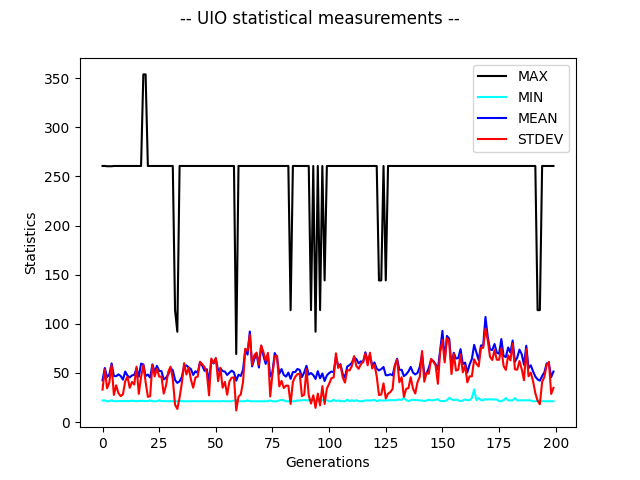 -- UIO statistical measurements --
350
300
250
200
150
100
50
0
Statistics
MAX
MIN
MEAN
STDEV
0 25 50 75 100 125 150 175 200
Generations